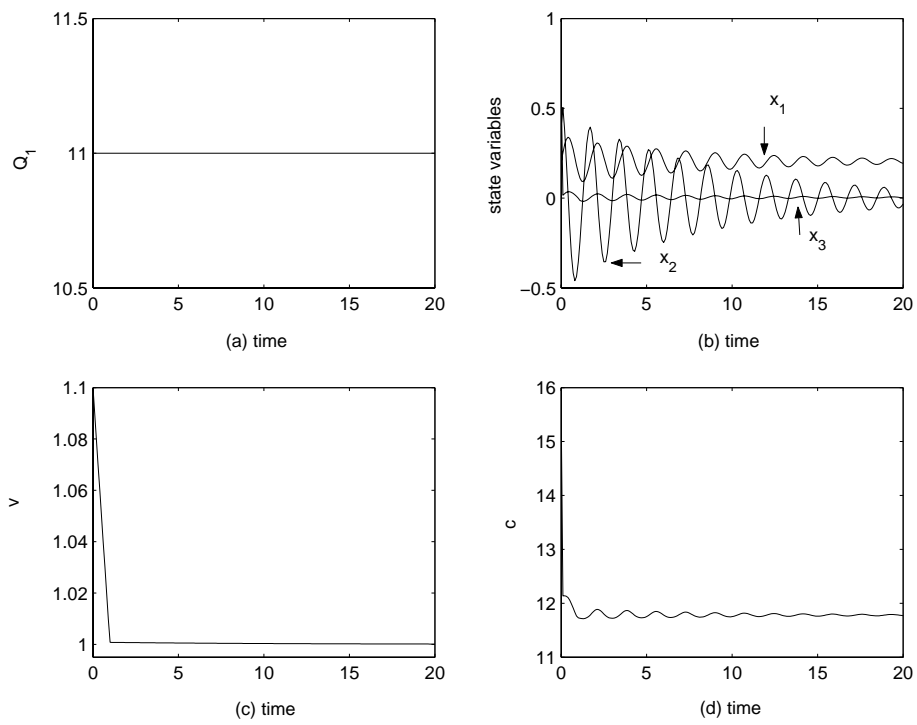 11.5
11
10.5
Q1
0 5 10 15 20
(a) time
1
0.5
0
−0.5
state variables
x1
x2
x3
0 5 10 15 20
(b) time
1.1
1.08
1.06
1.04
1.02
1
v
0 5 10 15 20
(c) time
16
15
14
13
12
11
c
0 5 10 15 20
(d) time